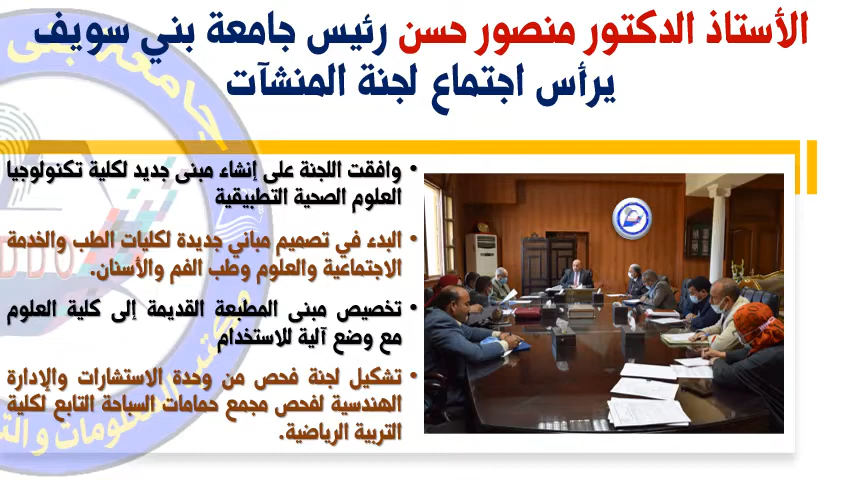 الأستاذ الدكتور منصور حسن رئيس جامعة بني سويف
يرأس اجتماع لجنة المنشآت
• وافقت اللجنة على إنشاء مبنى جديد لكلية تكنولوجيا
العلوم الصحية التطبيقية
• البدء في تصميم مباني جديدة لكليات الطب والخدمة
الاجتماعية والعلوم وطب الفم والأسنان.
• تخصيص مبنى المطبعة القديمة إلى كلية العلوم
مع وضع آلية للاستخدام
• تشكيل لجنة فحص من وحدة الاستشارات والإدارة
الهندسية لفحص مجمع حمامات السباحة التابع لكلية
التربية الرياضية.
جامعة بنى